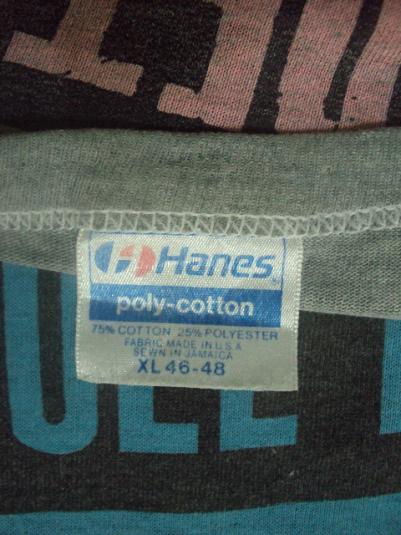 Hanes
poly-cotton
75% COTTON 25% POLYESTER
FABRIC MADE IN U.S.A
SEWN IN JAMAICA
XL 46-48